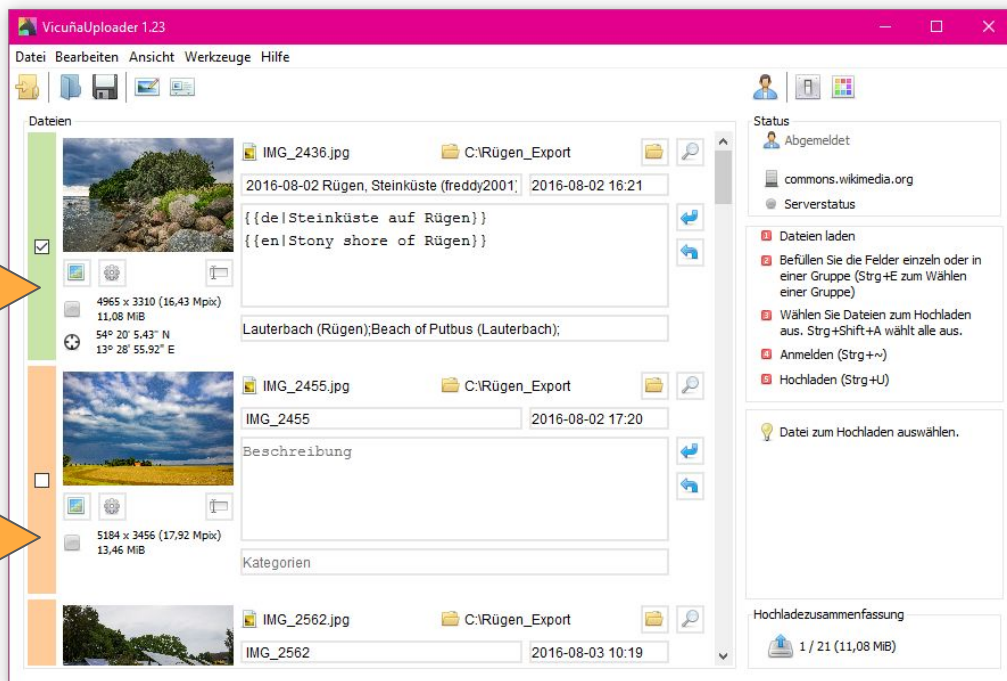 VicuñaUploader 1.23
Datei Bearbeiten Ansicht Werkzeuge Hilfe
Dateien
IMG_2436.jpg C:\Rügen_Export
2016-08-02 Rügen, Steinküste (freddy2001) 2016-08-02 16:21
{{de|Steinküste auf Rügen}}
{{en|Stony shore of Rügen}}
4965 x 3310 (16,43 Mpix)
11,08 MiB
54° 20' 5.43" N
13° 28' 55.92" E
Lauterbach (Rügen);Beach of Putbus (Lauterbach);
IMG_2455.jpg C:\Rügen_Export
IMG_2455 2016-08-02 17:20
Beschreibung
5184 x 3456 (17,92 Mpix)
13,46 MiB
Kategorien
IMG_2562.jpg C:\Rügen_Export
IMG_2562 2016-08-03 10:19
Status
Abgemeldet
commons.wikimedia.org
Serverstatus
1 Dateien laden
2 Befüllen Sie die Felder einzeln oder in
einer Gruppe (Strg+E zum Wählen
einer Gruppe)
3 Wählen Sie Dateien zum Hochladen
aus. Strg+Shift+A wählt alle aus.
4 Anmelden (Strg+~)
5 Hochladen (Strg+U)
Datei zum Hochladen auswählen.
Hochladezusammenfassung
1 / 21 (11,08 MiB)